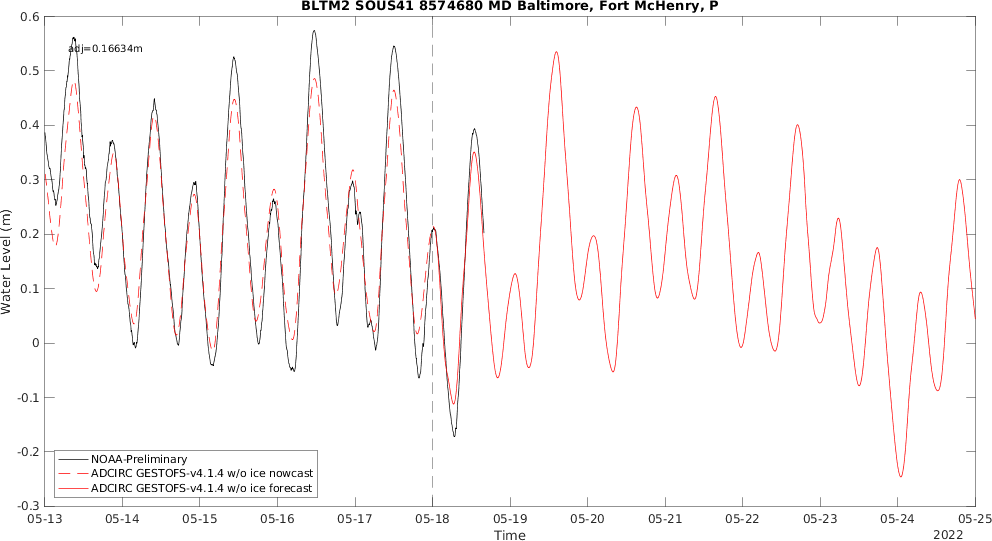 BLTM2 SOUS41 8574680 MD Baltimore, Fort McHenry, P
0.6
0.5
0.4
0.3
0.2
0.1
0
-0.1
-0.2
-0.3
Water Level (m)
adj=0.16634m
NOAA-Preliminary
ADCIRC GESTOFS-v4.1.4 w/o ice nowcast
ADCIRC GESTOFS-v4.1.4 w/o ice forecast
05-13 05-14 05-15 05-16 05-17 05-18 05-19 05-20 05-21 05-22 05-23 05-24 05-25
Time
2022